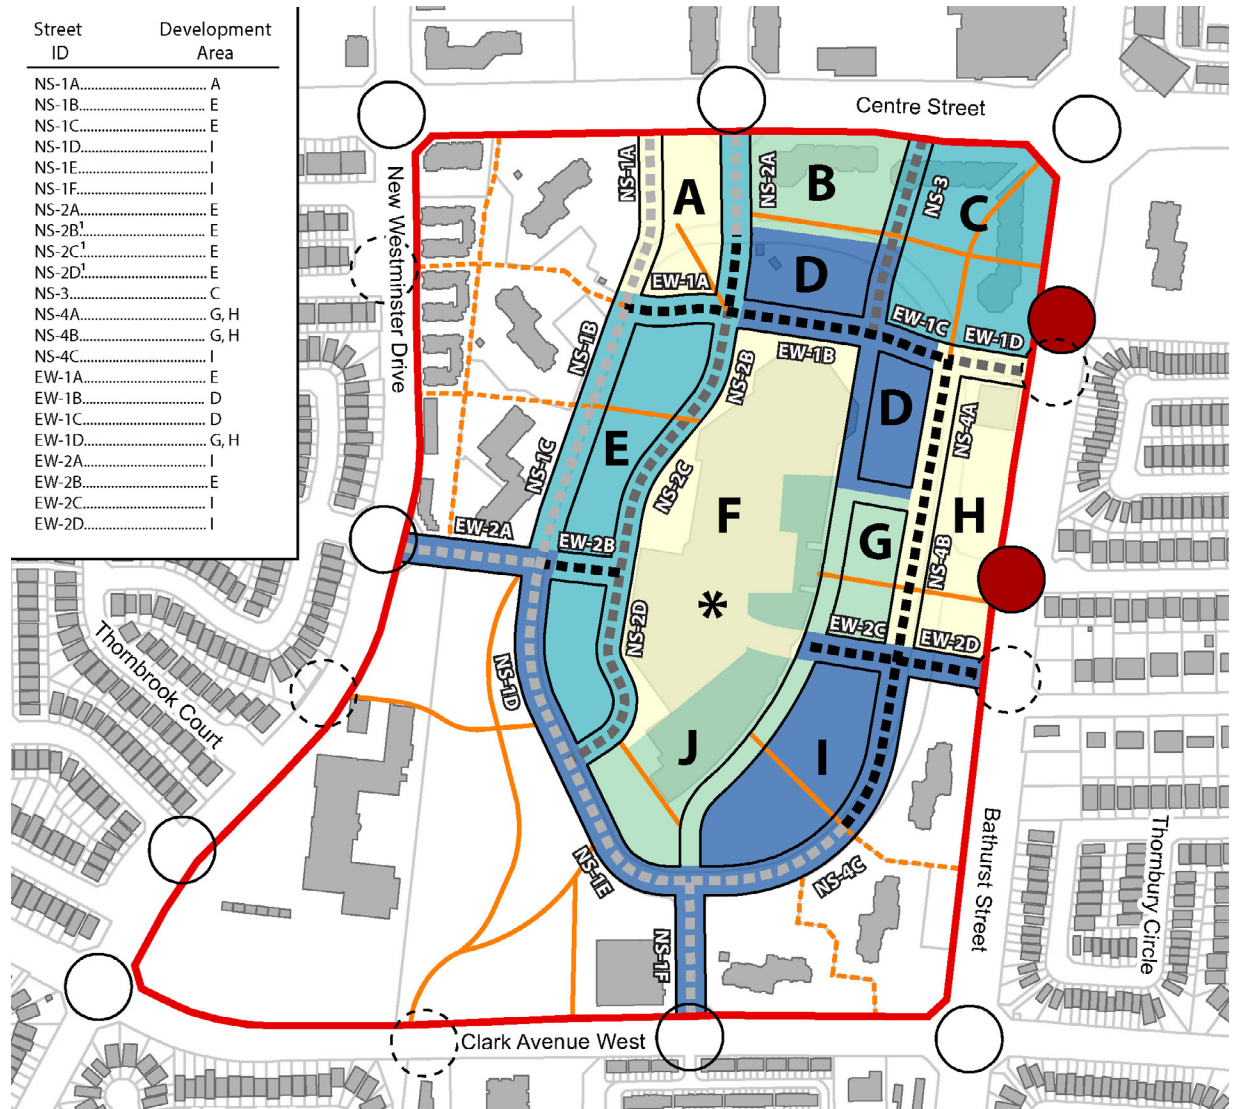 Street Development
ID Area
NS-1A.............................. A
NS-1B.............................. E
NS-1C.............................. E
NS-1D.............................. I
NS-1E.............................. I
NS-1F.............................. I
NS-2A.............................. E
NS-2B¹.............................. E
NS-2C¹.............................. E
NS-2D¹.............................. E
NS-3.............................. C
NS-4A.............................. G, H
NS-4B.............................. G, H
NS-4C.............................. I
EW-1A.............................. E
EW-1B.............................. D
EW-1C.............................. D
EW-1D.............................. G, H
EW-2A.............................. I
EW-2B.............................. E
EW-2C.............................. I
EW-2D.............................. I
Centre Street
New Westminster Drive
NS-1A
A
NS-2A
B
NS-3
C
D
EW-1A
EW-1B
EW-1C
EW-1D
NS-1B
NS-2B
D
NS-4A
E
NS-1C
NS-2C
F
*
G
H
EW-2A
EW-2B
NS-4B
NS-2D
EW-2C
EW-2D
NS-1D
J
I
Thornbrook Court
NS-1E
NS-4C
Bathurst Street
Thornbury Circle
NS-1F
Clark Avenue West